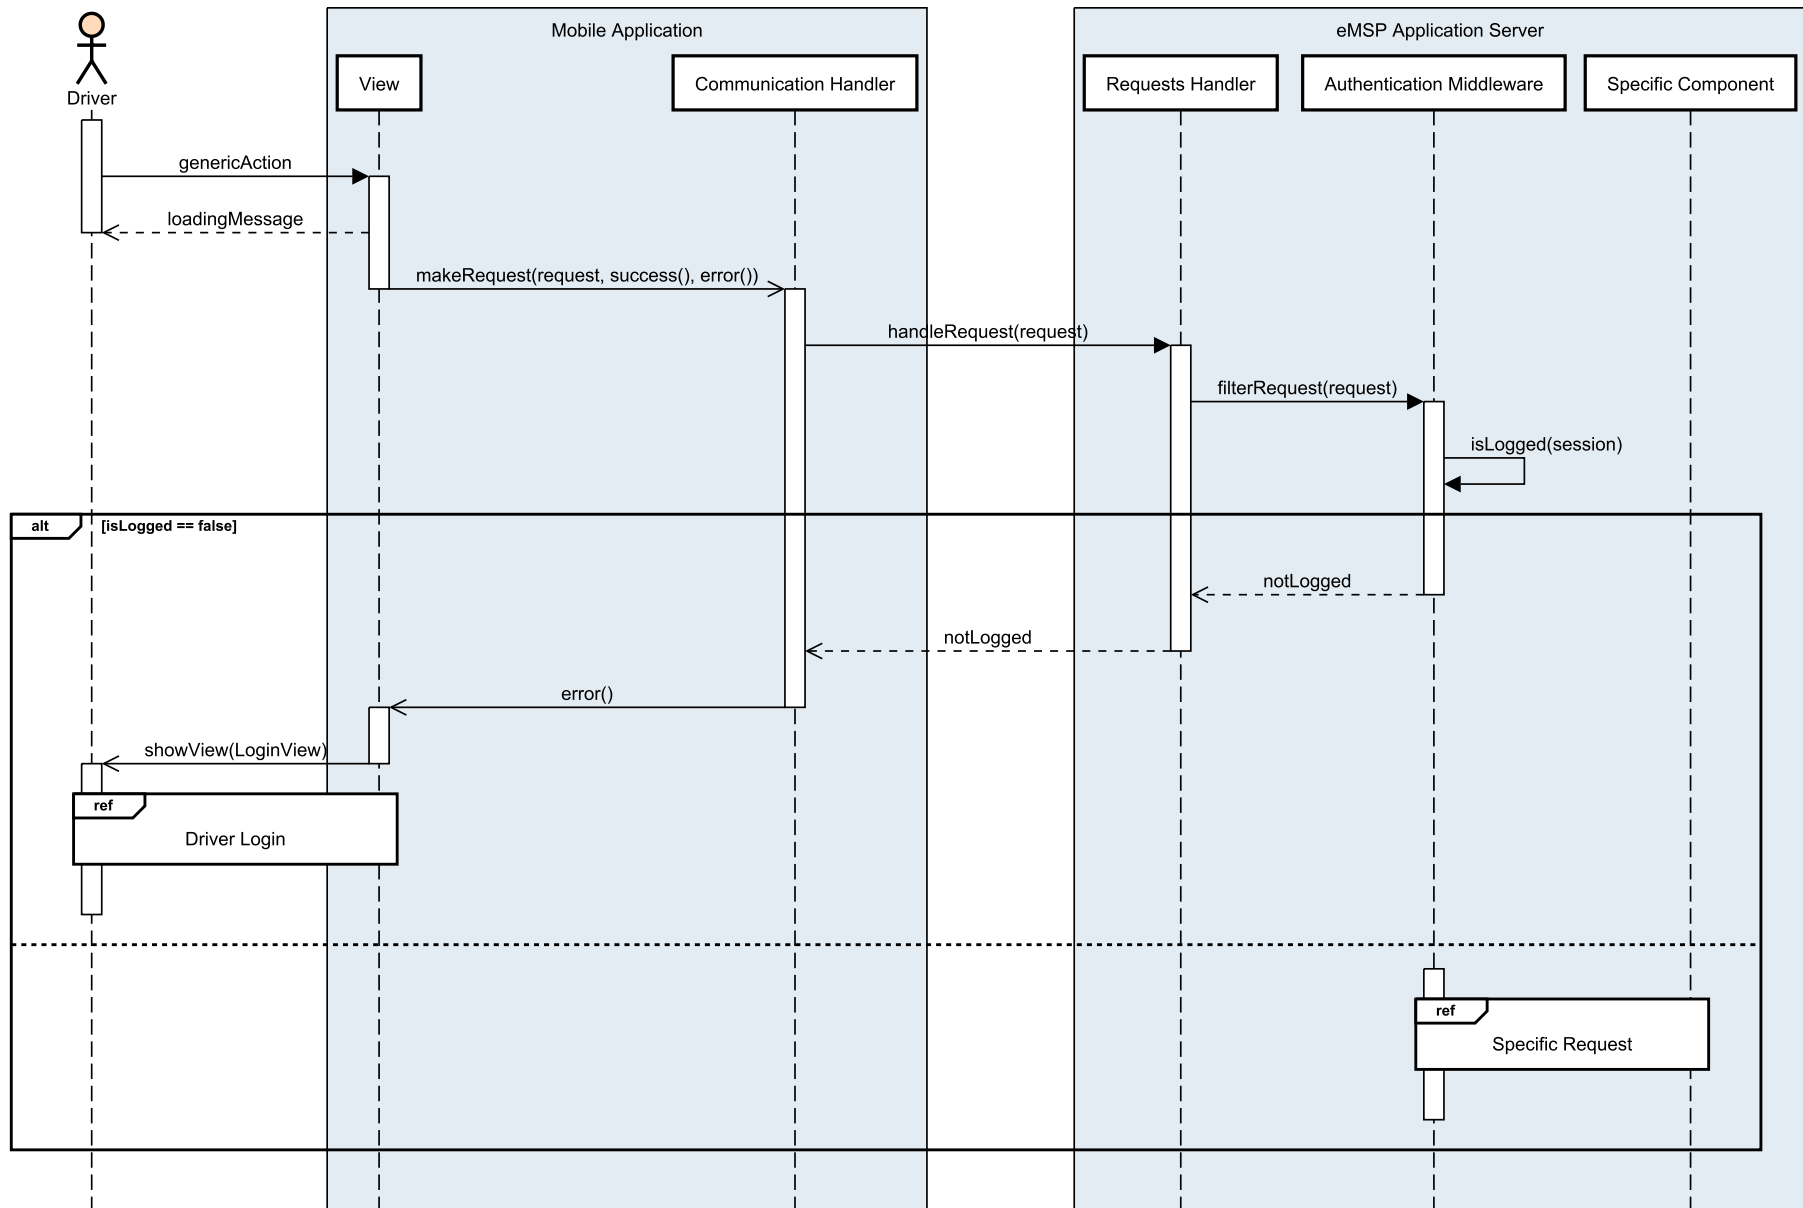 Mobile Application
eMSP Application Server
View
Communication Handler
Requests Handler
Authentication Middleware
Specific Component
Driver
genericAction
loadingMessage
makeRequest(request, success(), error())
handleRequest(request)
filterRequest(request)
isLogged(session)
alt
[isLogged == false]
notLogged
notLogged
error()
showView(LoginView)
ref
Driver Login
ref
Specific Request